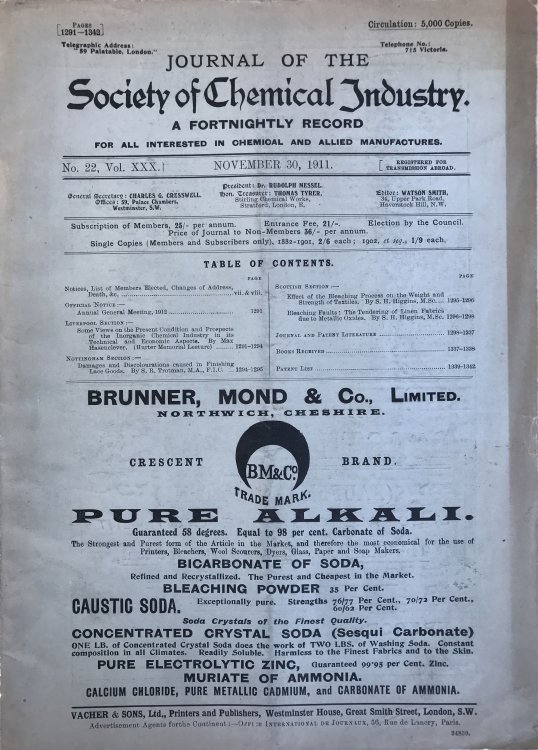 PAGES
[1291—1342]
Circulation: 5,000 Copies.
Telegraphic Address:
"59 Palatable, London."
Telephone No.:
715 Victoria.
JOURNAL OF THE
Society of Chemical Industry.
A FORTNIGHTLY RECORD
FOR ALL INTERESTED IN CHEMICAL AND ALLIED MANUFACTURES.
No. 22, Vol. XXX.]
NOVEMBER 30, 1911.
[REGISTERED FOR
TRANSMISSION ABROAD.
General Secretary: CHARLES G. CRESSWELL.
Offices: 59, Palace Chambers,
Westminster, S.W.
President: Dr. RUDOLPH MESSEL.
Hon. Treasurer: THOMAS TYRER,
Stirling Chemical Works,
Stratford, London, E.
Editor: WATSON SMITH,
34, Upper Park Road,
Haverstock Hill, N.W.
Subscription of Members, 25/- per annum. Entrance Fee, 21/- Election by the Council.
Price of Journal to Non-Members 36/- per annum.
Single Copies (Members and Subscribers only), 1882-1901, 2/6 each; 1902, et seq., 1/9 each.
TABLE OF CONTENTS.
PAGE
Notices, List of Members Elected, Changes of Address,
Death, &c. vii. & viii.
OFFICIAL NOTICE :—
Annual General Meeting, 1912 1291
LIVERPOOL SECTION :—
Some Views on the Present Condition and Prospects
of the Inorganic Chemical Industry in its
Technical and Economic Aspects. By Max
Hasenclever. (Hurter Memorial Lecture) 1291—1294
NOTTINGHAM SECTION :—
Damages and Discolourations caused in Finishing
Lace Goods. By S. R. Trotman, M.A., F.I.C. 1294-1295
PAGE
SCOTTISH SECTION :—
Effect of the Bleaching Process on the Weight and
Strength of Textiles. By S. H. Higgins, M.Sc. 1295-1296
Bleaching Faults: The Tendering of Linen Fabrics
due to Metallic Oxides. By S. H. Higgins, M.Sc. 1296-1298
JOURNAL AND PATENT LITERATURE 1298—1337
BOOKS RECEIVED 1337—1338
PATENT LIST 1339-1342
BRUNNER, MOND & Co., LIMITED.
NORTHWICH, CHESHIRE.
CRESCENT
BM&Co
BRAND.
TRADE MARK.
PURE ALKALI.
Guaranteed 58 degrees. Equal to 98 per cent. Carbonate of Soda.
The Strongest and Purest form of the Article in the Market, and therefore the most economical for the use of
Printers, Bleachers, Wool Scourers, Dyers, Glass, Paper and Soap Makers.
BICARBONATE OF SODA,
Refined and Recrystallized. The Purest and Cheapest in the Market.
BLEACHING POWDER 35 Per Cent.
CAUSTIC SODA. Exceptionally pure. Strengths 76/77 Per Cent., 70/72 Per Cent.,
60/62 Per Cent.
Soda Crystals of the Finest Quality.
CONCENTRATED CRYSTAL SODA (Sesqui Carbonate)
ONE LB. of Concentrated Crystal Soda does the work of TWO LBS. of Washing Soda. Constant
composition in all Climates. Readily Soluble. Harmless to the Finest Fabrics and to the Skin.
PURE ELECTROLYTIC ZINC, Guaranteed 99·95 per Cent. Zinc.
MURIATE OF AMMONIA.
CALCIUM CHLORIDE, PURE METALLIC CADMIUM, and CARBONATE OF AMMONIA.
VACHER & SONS, Ltd., Printers and Publishers, Westminster House, Great Smith Street, London, S.W.
Advertisement Agents for the Continent:—OFFICE INTERNATIONAL DE JOURNAUX, 56, Rue de Lancry, Paris.
34859.